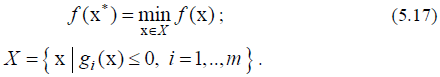 f(x*) = min f(x) ; (5.17)
x∈X
X = { x | gᵢ(x) ≤ 0, i = 1,..,m } .